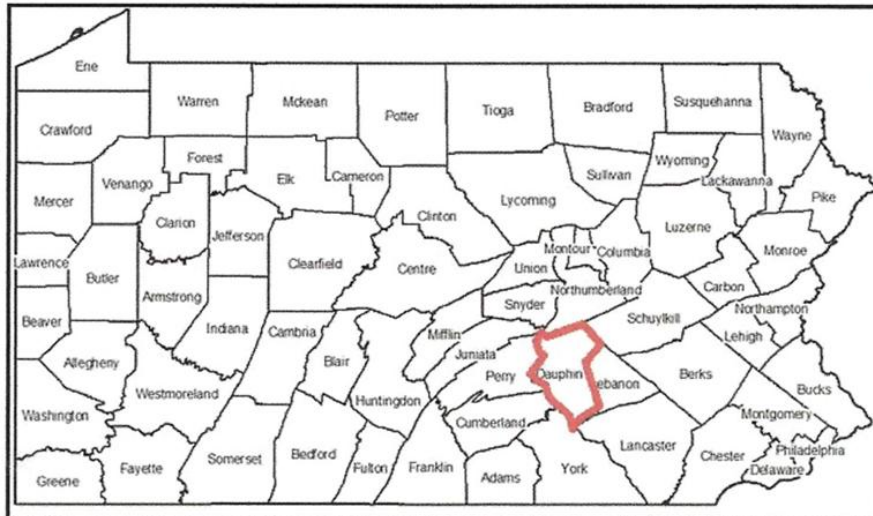 Erie
Warren
Mckean
Potter
Tioga
Bradford
Susquehanna
Wayne
Crawford
Forest
Elk
Cameron
Wyoming
Sullivan
Lackawanna
Pike
Venango
Mercer
Clarion
Jefferson
Clinton
Lycoming
Luzerne
Monroe
Lawrence
Butler
Clearfield
Centre
Union
Montour
Columbia
Carbon
Armstrong
Northumberland
Northampton
Beaver
Indiana
Cambria
Mifflin
Snyder
Schuylkill
Lehigh
Allegheny
Blair
Juniata
Perry
Dauphin
Lebanon
Berks
Bucks
Westmoreland
Huntingdon
Washington
Cumberland
Montgomery
Somerset
Bedford
Lancaster
Chester
Philadelphia
Greene
Fayette
Fulton
Franklin
Adams
York
Delaware